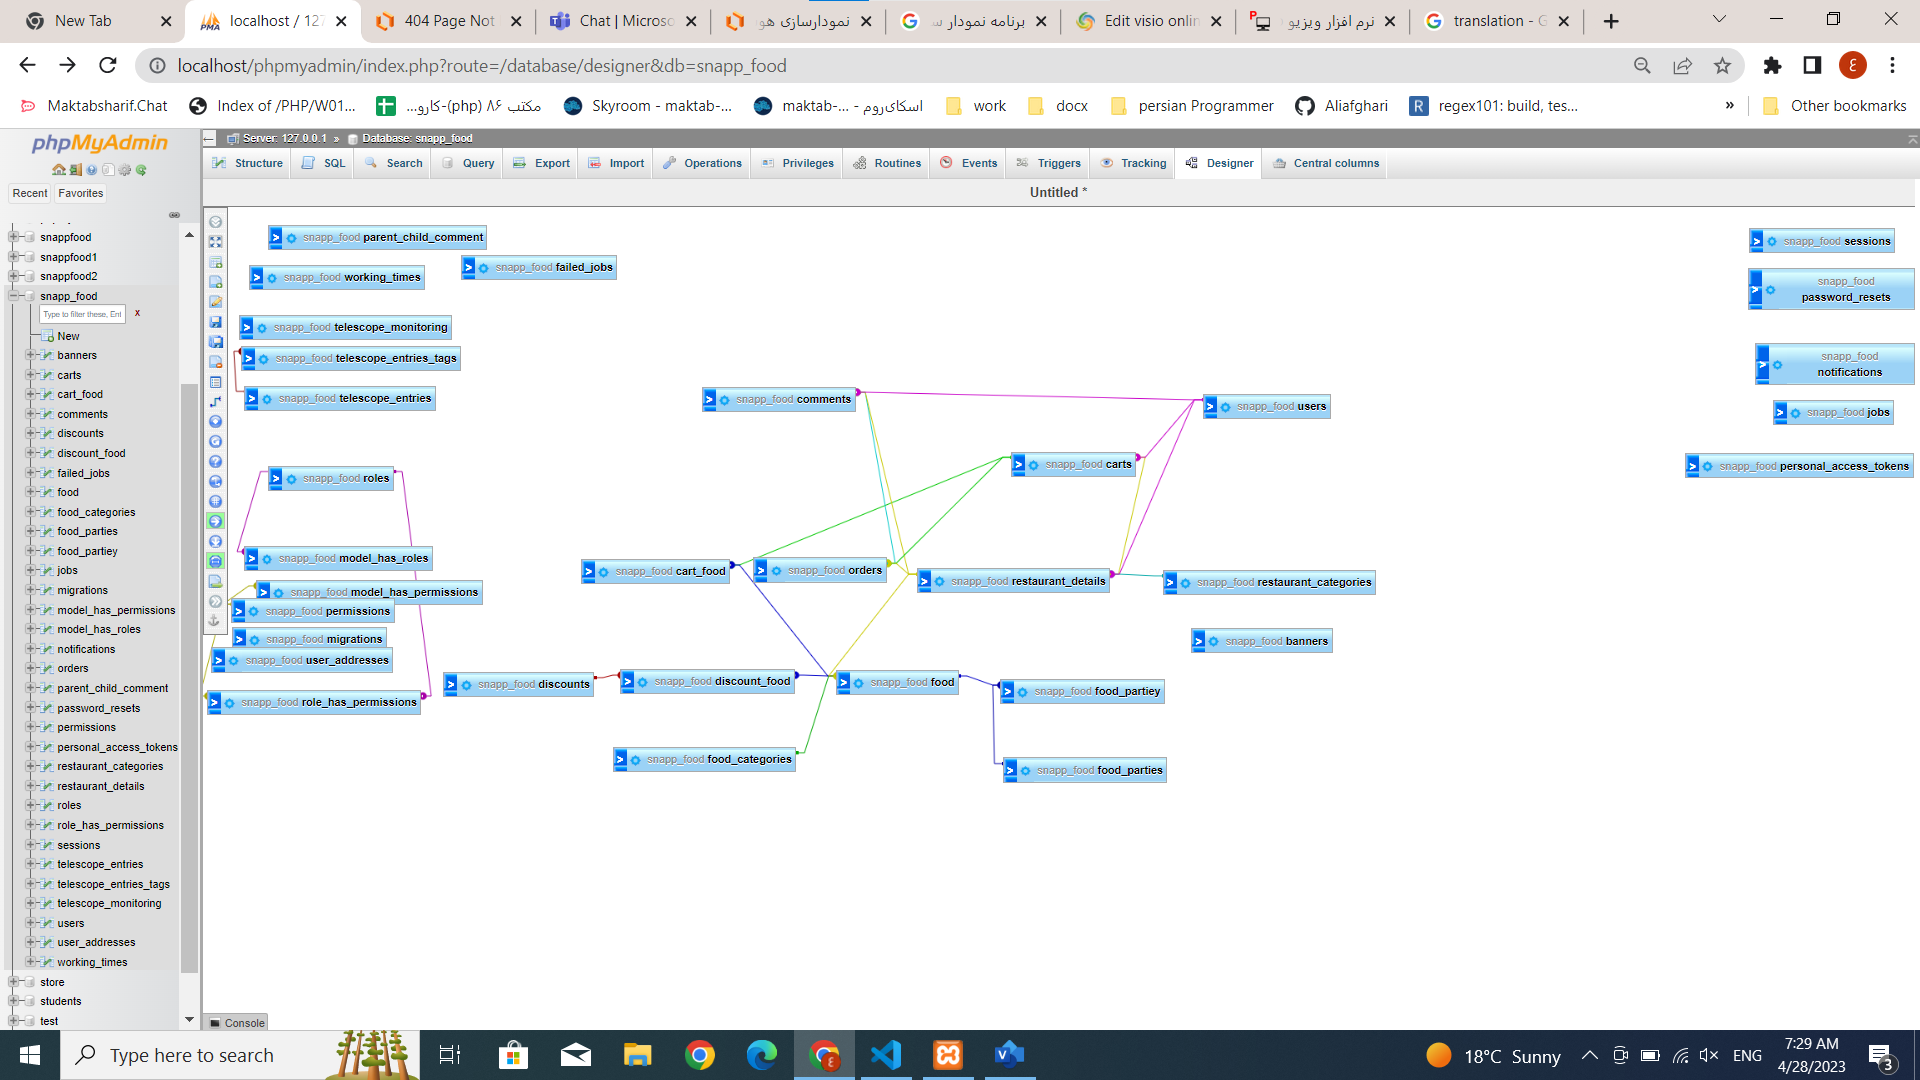 New Tab
localhost / 127
404 Page Not
Chat | Microso
نمودارسازی هو
برنامه نمودار س
Edit visio onlin
نرم افزار ویزیو
translation - G
localhost/phpmyadmin/index.php?route=/database/designer&db=snapp_food
Maktabsharif.Chat
Index of /PHP/W01...
مکتب ۸۶ (php)-کارو...
Skyroom - maktab-...
اسکای‌روم - maktab-...
work
docx
persian Programmer
Aliafghari
regex101: build, tes...
»
Other bookmarks
phpMyAdmin
Recent
Favorites
Server: 127.0.0.1 » Database: snapp_food
Structure
SQL
Search
Query
Export
Import
Operations
Privileges
Routines
Events
Triggers
Tracking
Designer
Central columns
Untitled *
snappfood
snappfood1
snappfood2
snapp_food
Type to filter these, Ent
x
New
banners
carts
cart_food
comments
discounts
discount_food
failed_jobs
food
food_categories
food_parties
food_partiey
jobs
migrations
model_has_permissions
model_has_roles
notifications
orders
parent_child_comment
password_resets
permissions
personal_access_tokens
restaurant_categories
restaurant_details
roles
role_has_permissions
sessions
telescope_entries
telescope_entries_tags
telescope_monitoring
users
user_addresses
working_times
store
students
test
snapp_food parent_child_comment
snapp_food failed_jobs
snapp_food working_times
snapp_food telescope_monitoring
snapp_food telescope_entries_tags
snapp_food telescope_entries
snapp_food sessions
snapp_food
password_resets
snapp_food
notifications
snapp_food jobs
snapp_food personal_access_tokens
snapp_food comments
snapp_food users
snapp_food carts
snapp_food roles
snapp_food model_has_roles
snapp_food cart_food
snapp_food orders
snapp_food restaurant_details
snapp_food restaurant_categories
snapp_food model_has_permissions
snapp_food permissions
snapp_food migrations
snapp_food user_addresses
snapp_food banners
snapp_food role_has_permissions
snapp_food discounts
snapp_food discount_food
snapp_food food
snapp_food food_partiey
snapp_food food_categories
snapp_food food_parties
Console
Type here to search
18°C Sunny
ENG
7:29 AM
4/28/2023
3